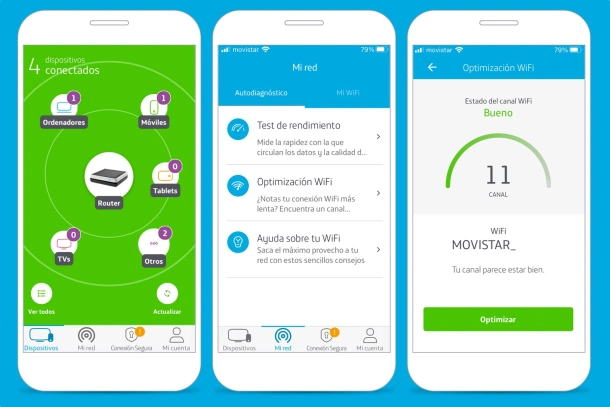 4 dispositivos
conectados
1
Ordenadores
1
Móviles
0
Tablets
Router
0
TVs
2
Otros
Ver todos
Actualizar
Dispositivos
Mi red
Conexión Segura
Mi cuenta
movistar 79%
Mi red
Autodiagnóstico
Mi WiFi
Test de rendimiento
Mide la rapidez con la que
circulan los datos y la calidad d...
Optimización WiFi
¿Notas tu conexión WiFi más
lenta? Encuentra un canal...
Ayuda sobre tu WiFi
Saca el máximo provecho a tu
red con estos sencillos consejos
Dispositivos
Mi red
Conexión Segura
Mi cuenta
movistar 79%
Optimización WiFi
Estado del canal WiFi
Bueno
11
CANAL
WiFi
MOVISTAR_
Tu canal parece estar bien.
Optimizar